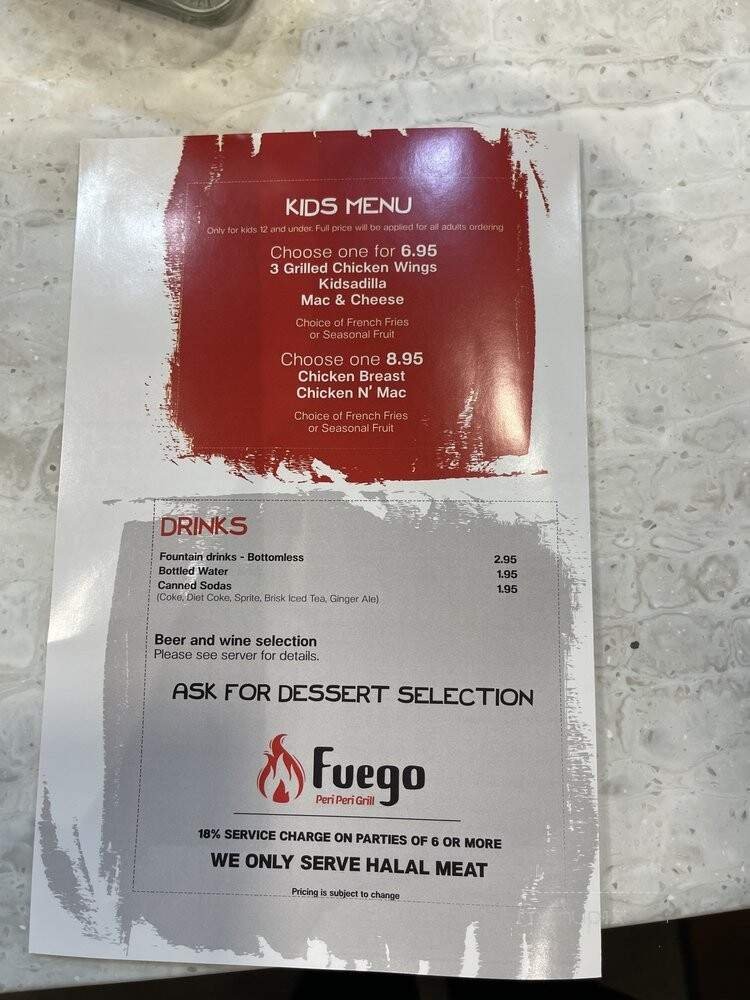 KIDS MENU
Only for kids 12 and under. Full price will be applied for all adults ordering
Choose one for 6.95
3 Grilled Chicken Wings
Kidsadilla
Mac & Cheese
Choice of French Fries
or Seasonal Fruit
Choose one 8.95
Chicken Breast
Chicken N' Mac
Choice of French Fries
or Seasonal Fruit
DRINKS
Fountain drinks - Bottomless 2.95
Bottled Water 1.95
Canned Sodas 1.95
(Coke, Diet Coke, Sprite, Brisk Iced Tea, Ginger Ale)
Beer and wine selection
Please see server for details.
ASK FOR DESSERT SELECTION
Fuego
Peri Peri Grill
18% SERVICE CHARGE ON PARTIES OF 6 OR MORE
WE ONLY SERVE HALAL MEAT
Pricing is subject to change